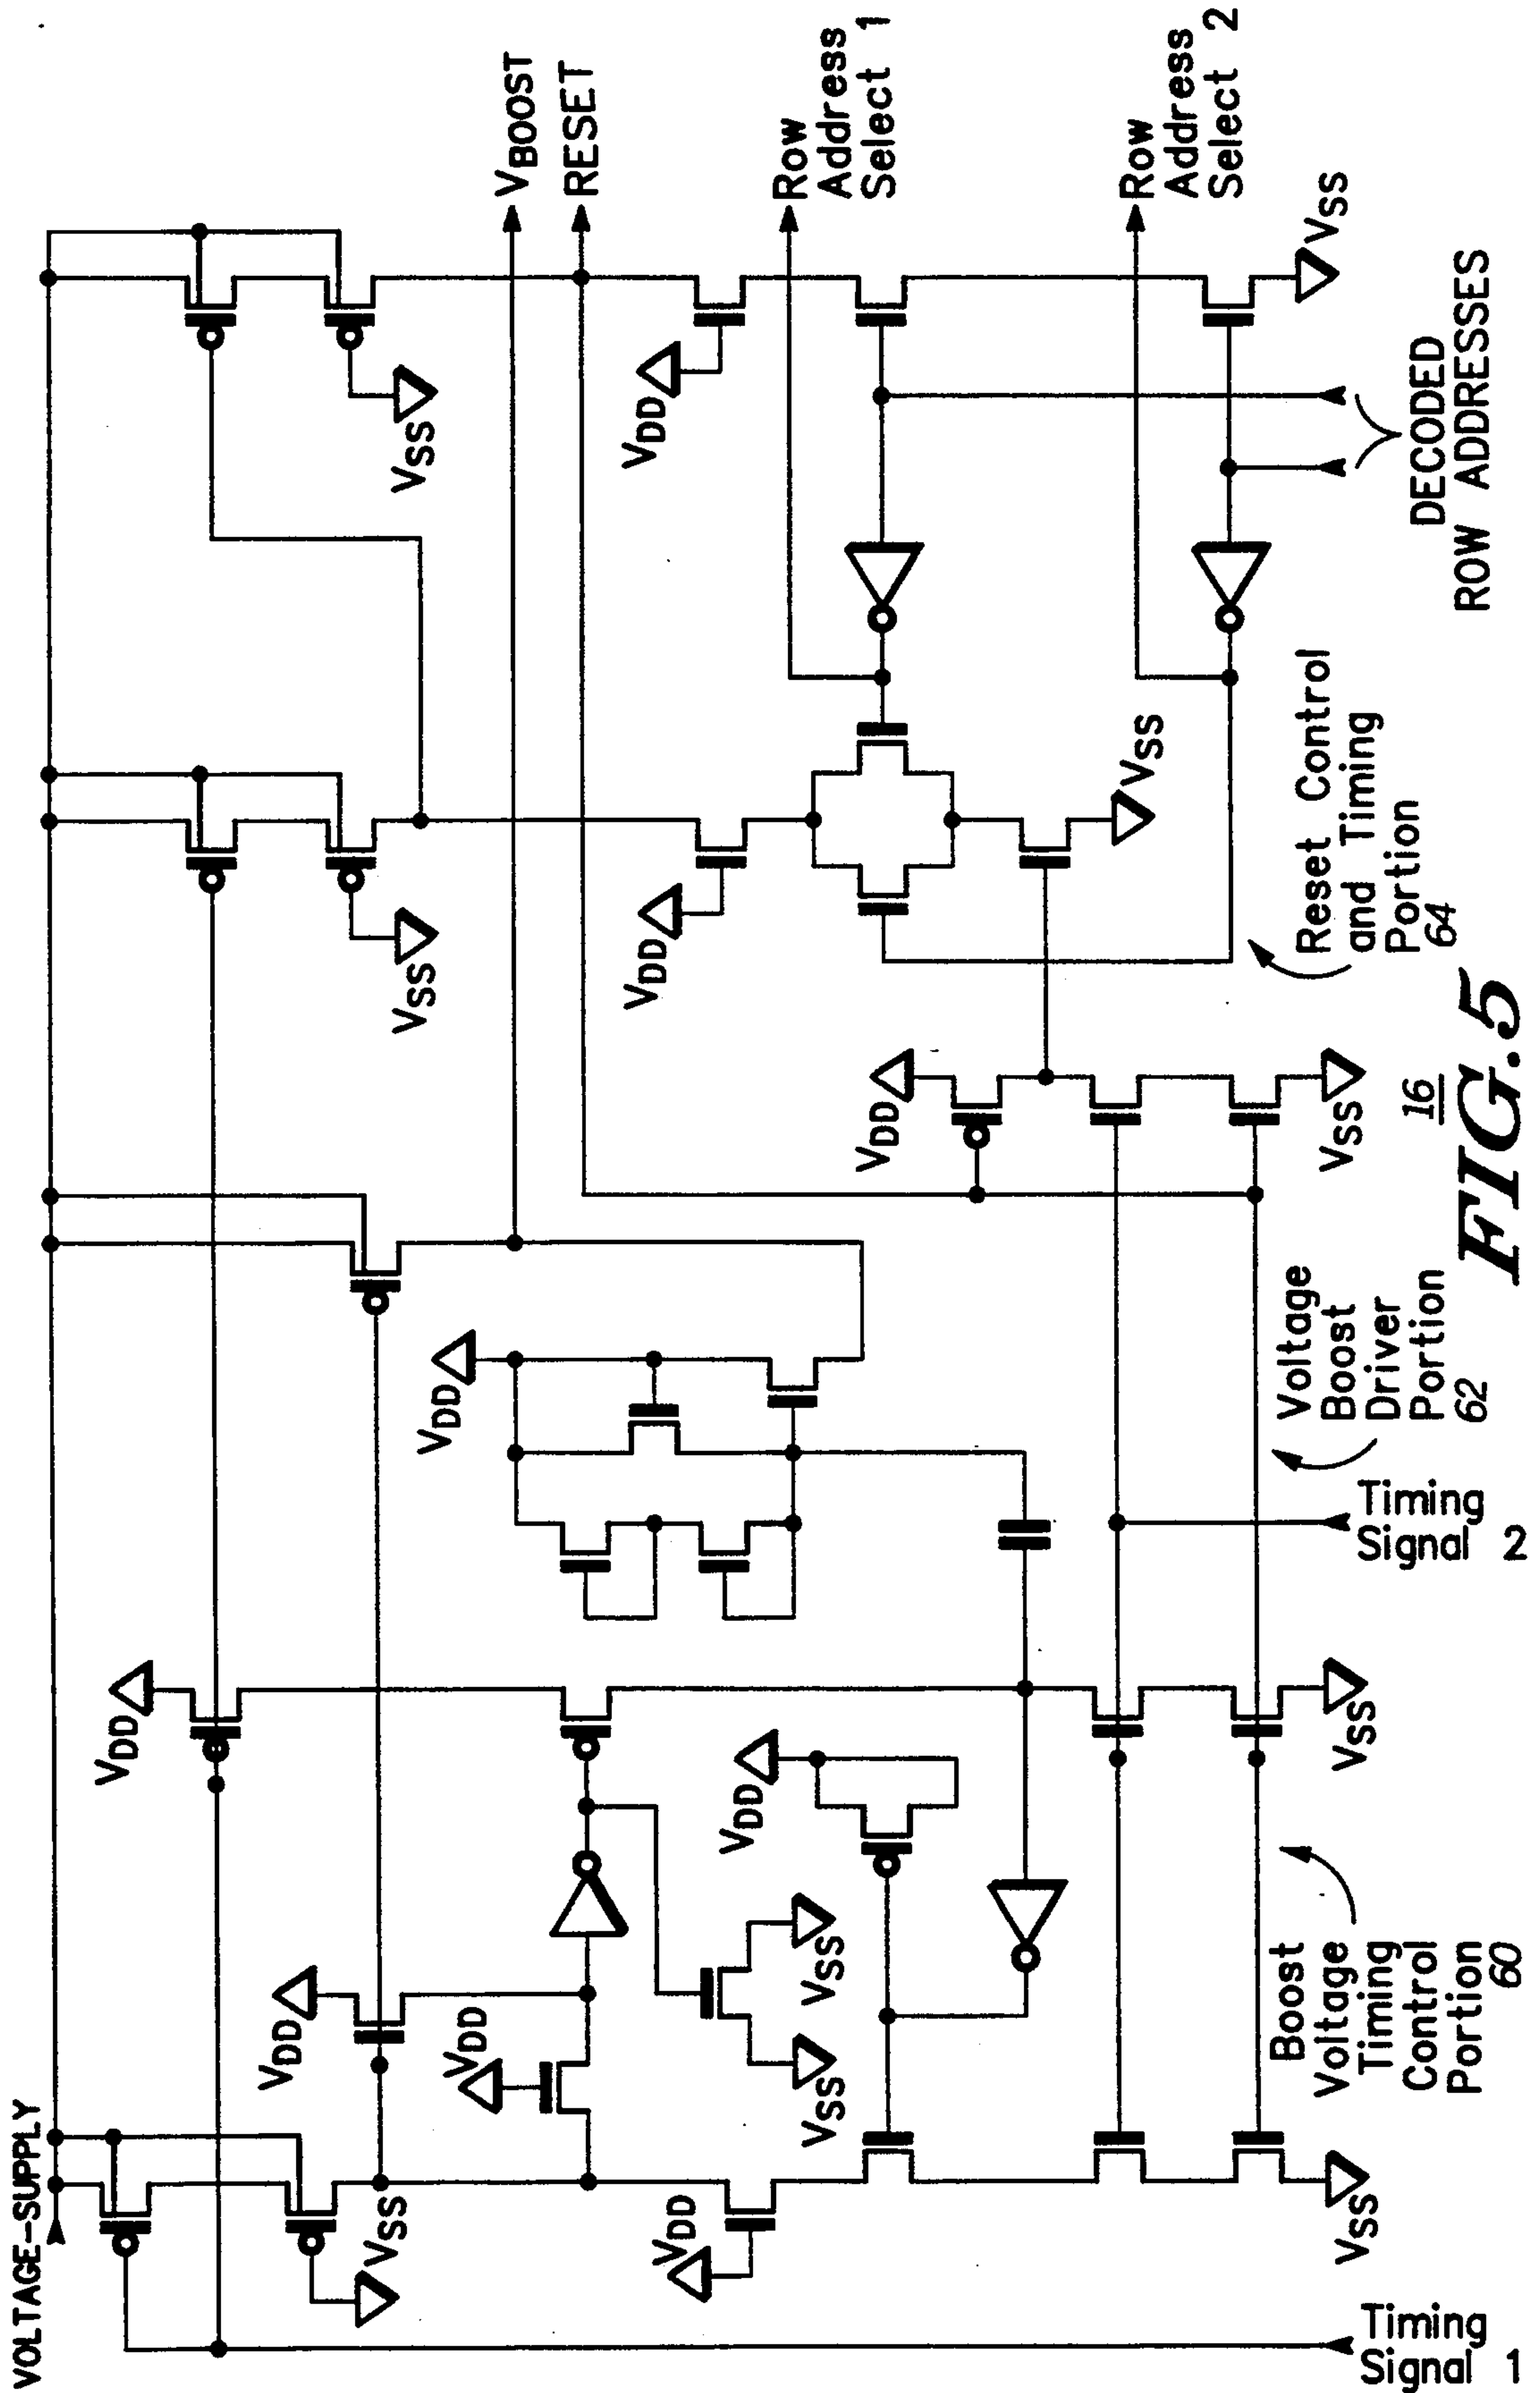 VOLTAGE-SUPPLY
VDD
VSS
VDD
VDD
VDD
VSS
VSS
VDD
VSS
VSS
Timing
Signal 1
Boost
Voltage
Timing
Control
Portion
60
VDD
Timing
Signal 2
Voltage
Boost
Driver
Portion
62
VDD
VSS
VSS
VDD
VSS
Reset Control
and Timing
Portion
64
VSS
VDD
VSS
DECODED
ROW ADDRESSES
VBOOST
RESET
Row
Address
Select 1
Row
Address
Select 2
16
FIG.5